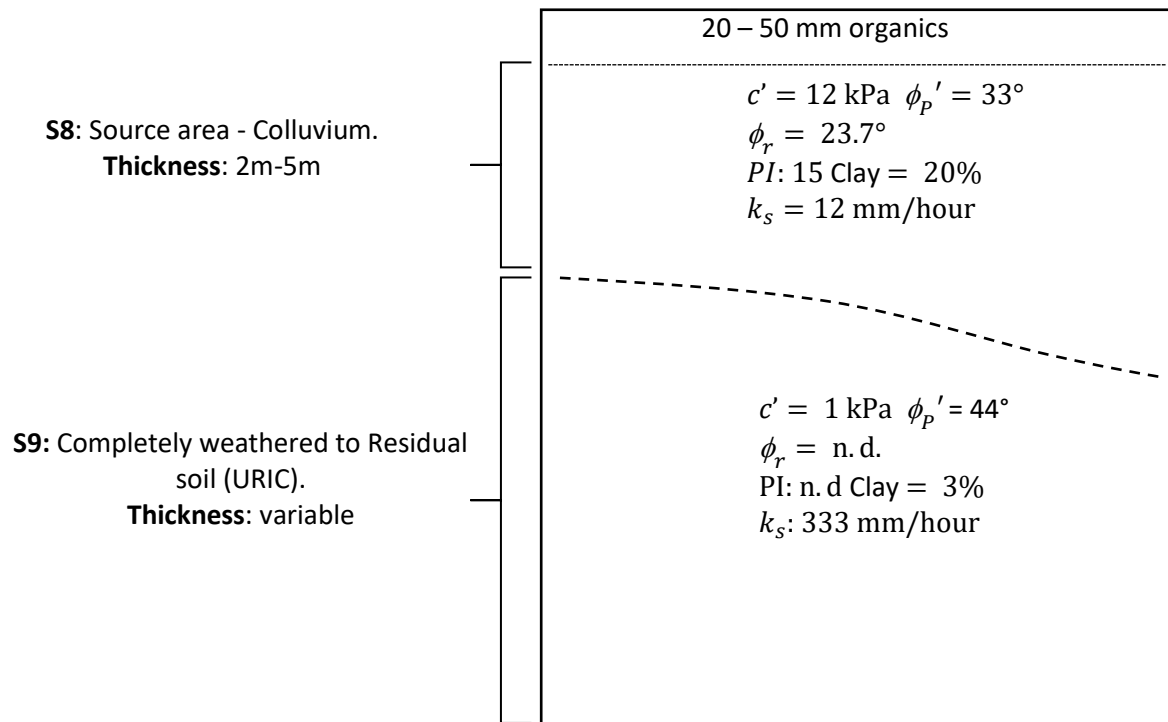 20 – 50 mm organics
S8: Source area - Colluvium.
Thickness: 2m-5m
c’ = 12 kPa ϕP′ = 33°
ϕr = 23.7°
PI: 15 Clay = 20%
ks = 12 mm/hour
S9: Completely weathered to Residual
soil (URIC).
Thickness: variable
c’ = 1 kPa ϕP′ = 44°
ϕr = n. d.
PI: n. d Clay = 3%
ks: 333 mm/hour